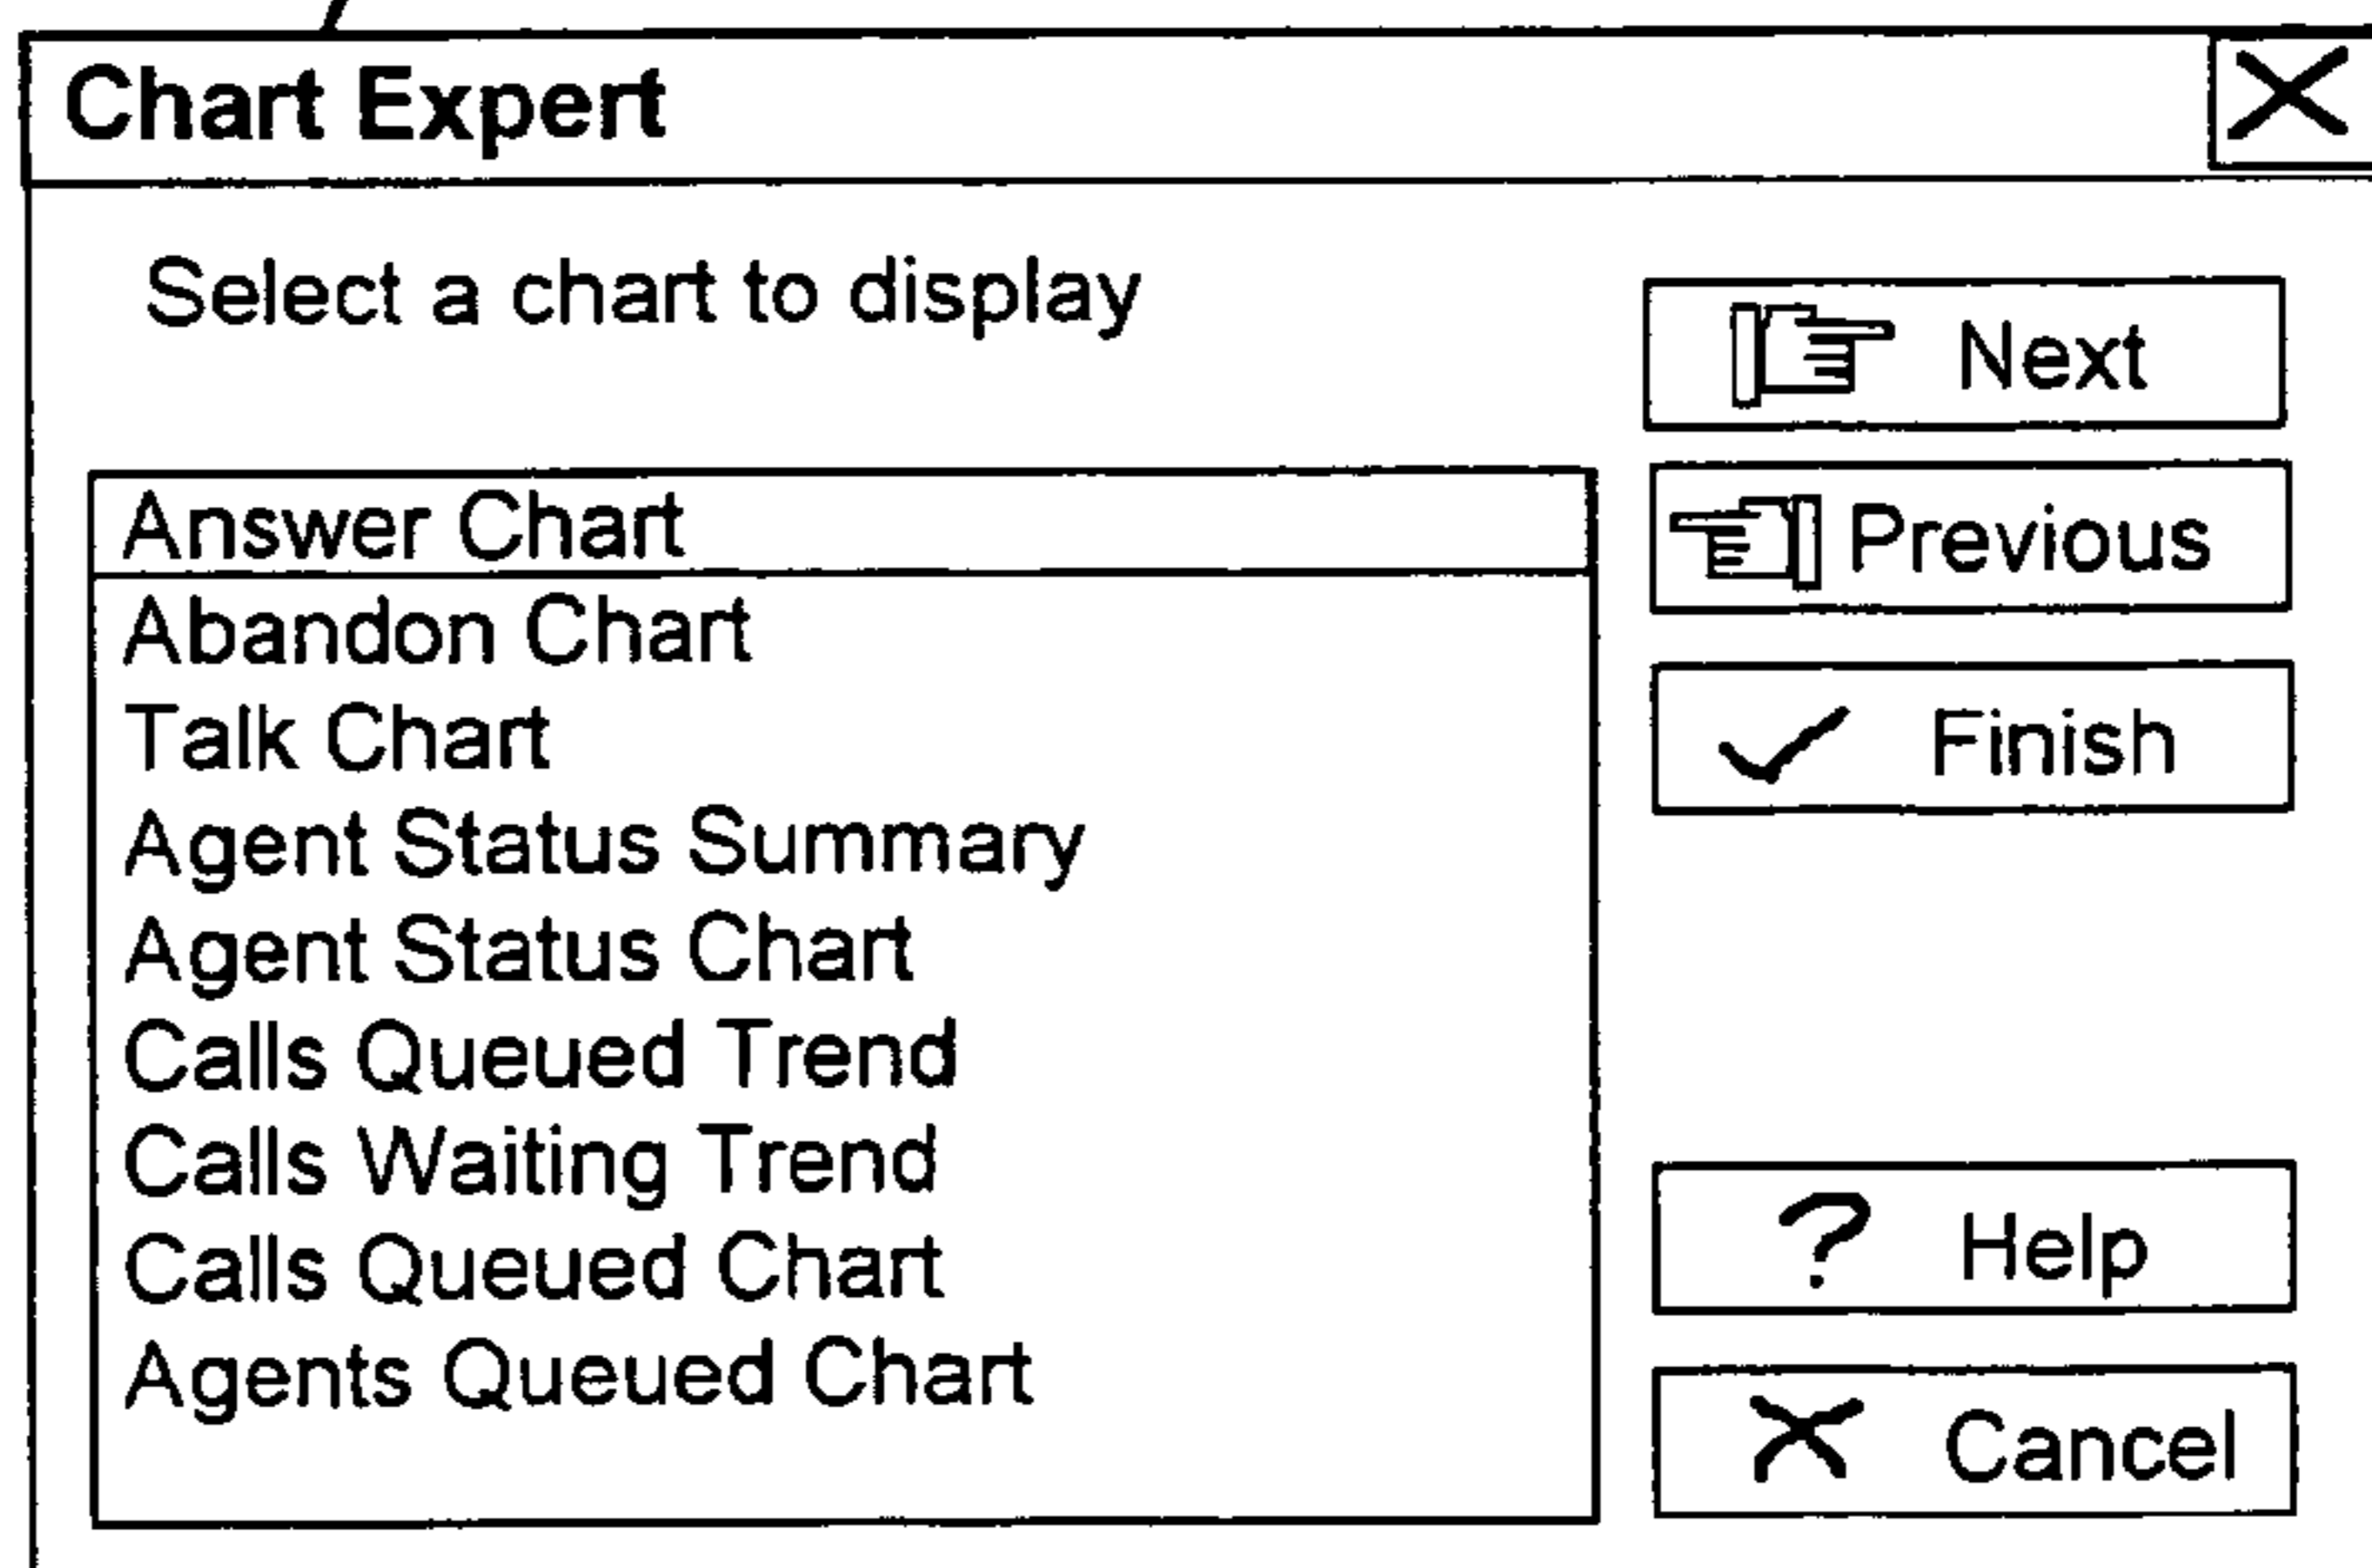 Chart Expert
Select a chart to display
Next
Previous
Finish
Answer Chart
Abandon Chart
Talk Chart
Agent Status Summary
Agent Status Chart
Calls Queued Trend
Calls Waiting Trend
Calls Queued Chart
Agents Queued Chart
Help
Cancel